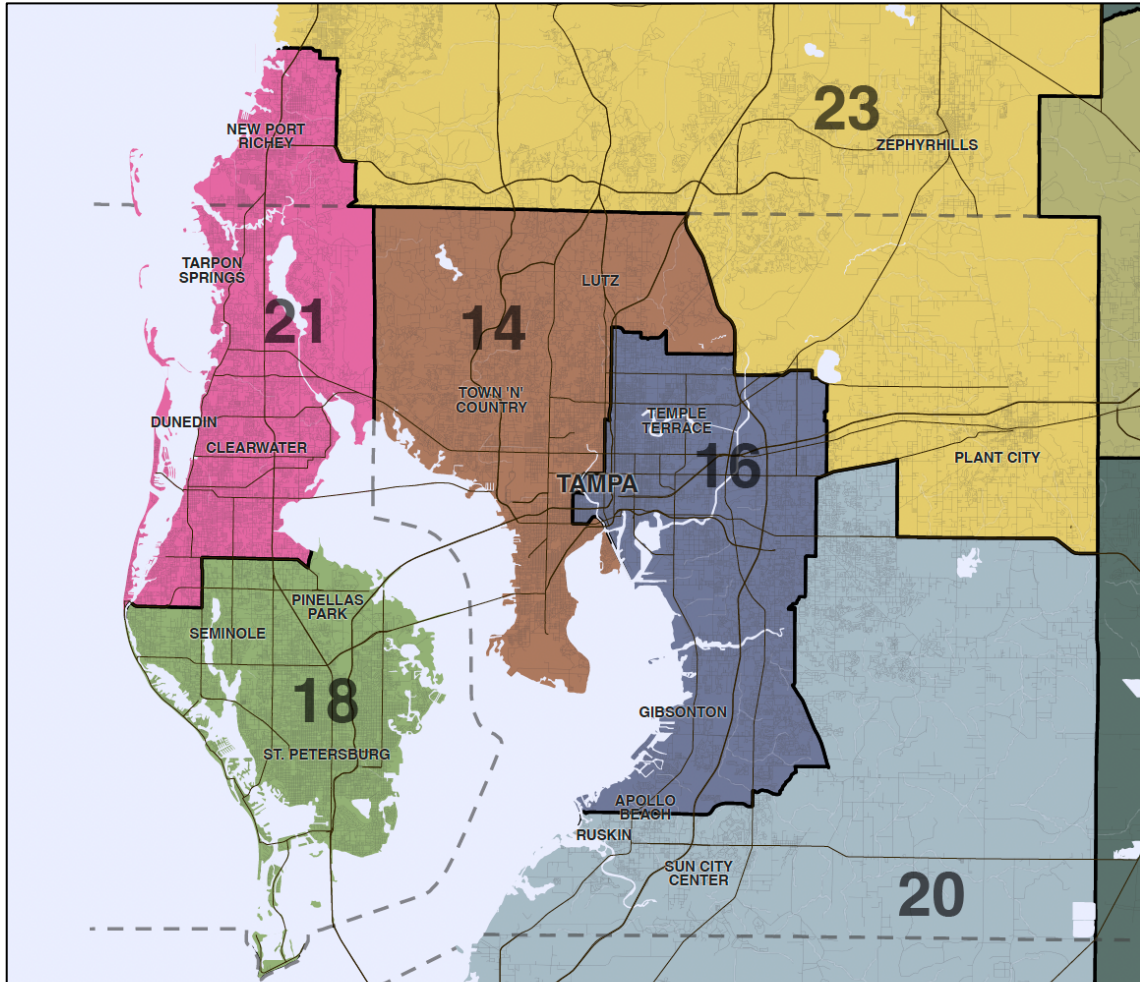 23
NEW PORT
RICHEY
ZEPHYRHILLS
TARPON
SPRINGS
LUTZ
21
14
TOWN 'N'
COUNTRY
DUNEDIN
TEMPLE
TERRACE
CLEARWATER
16
PLANT CITY
TAMPA
PINELLAS
PARK
SEMINOLE
18
GIBSONTON
ST. PETERSBURG
APOLLO
BEACH
RUSKIN
SUN CITY
CENTER
20